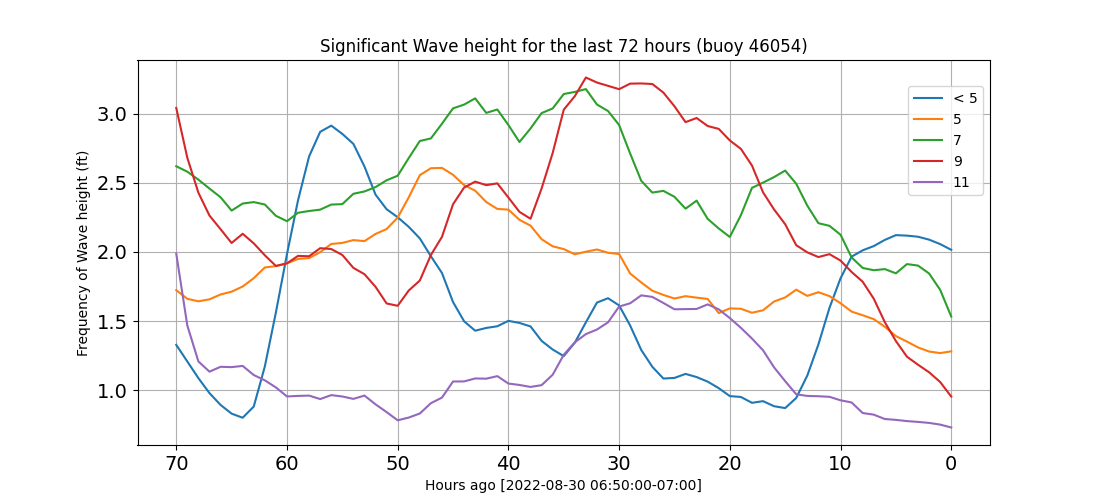 Significant Wave height for the last 72 hours (buoy 46054)
Frequency of Wave height (ft)
3.0
2.5
2.0
1.5
1.0
< 5
5
7
9
11
70 60 50 40 30 20 10 0
Hours ago [2022-08-30 06:50:00-07:00]